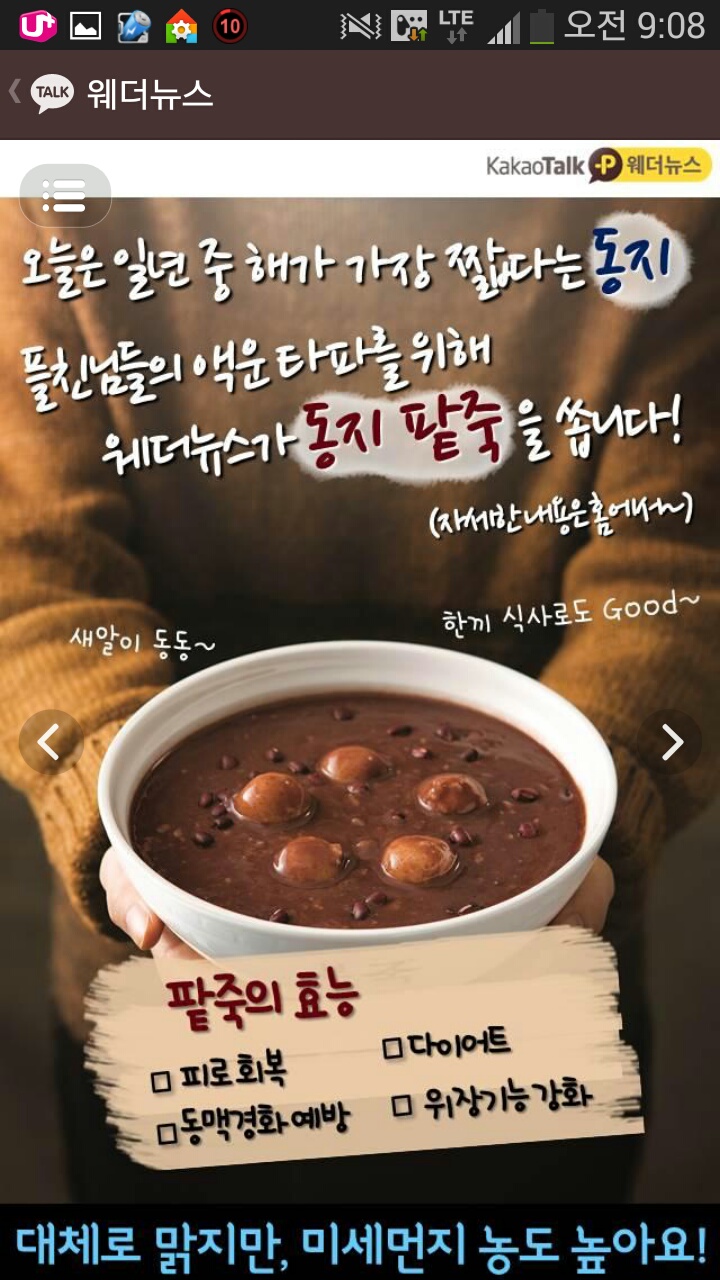 U+ 10 LTE 오전 9:08
TALK 웨더뉴스
KakaoTalk P 웨더뉴스
오늘은 일년 중 해가 가장 짧다는 동지
플친님들의 액운 타파를 위해
웨더뉴스가 동지 팥죽을 쏩니다!
(자세한 내용은 홈에서~)
한끼 식사로도 Good~
새알이 동동~
팥죽의 효능
□ 피로회복 □ 다이어트
□ 동맥경화 예방 □ 위장기능 강화
대체로 맑지만, 미세먼지 농도 높아요!